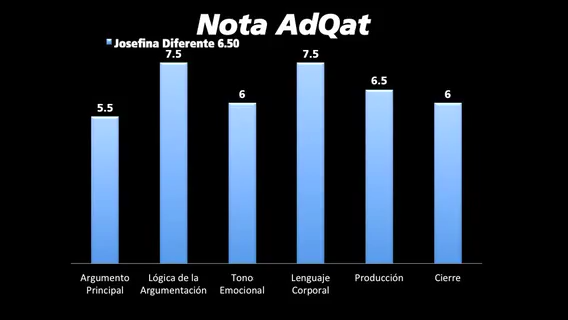 Nota AdQat
Josefina Diferente 6.50
5.5
7.5
6
7.5
6.5
6
Argumento
Principal
Lógica de la
Argumentación
Tono
Emocional
Lenguaje
Corporal
Producción
Cierre